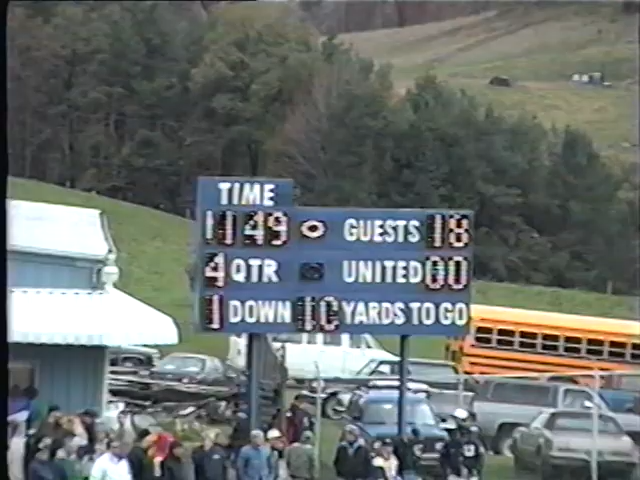 TIME
11 49 GUESTS 18
4 QTR UNITED 00
1 DOWN 10 YARDS TO GO